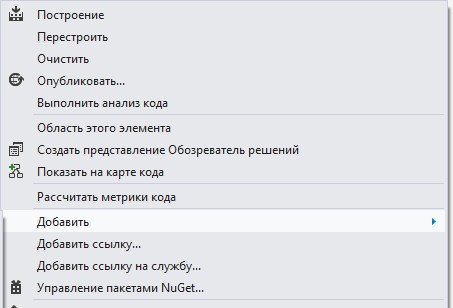 Построение
Перестроить
Очистить
Опубликовать...
Выполнить анализ кода
Область этого элемента
Создать представление Обозреватель решений
Показать на карте кода
Рассчитать метрики кода
Добавить
Добавить ссылку...
Добавить ссылку на службу...
Управление пакетами NuGet...